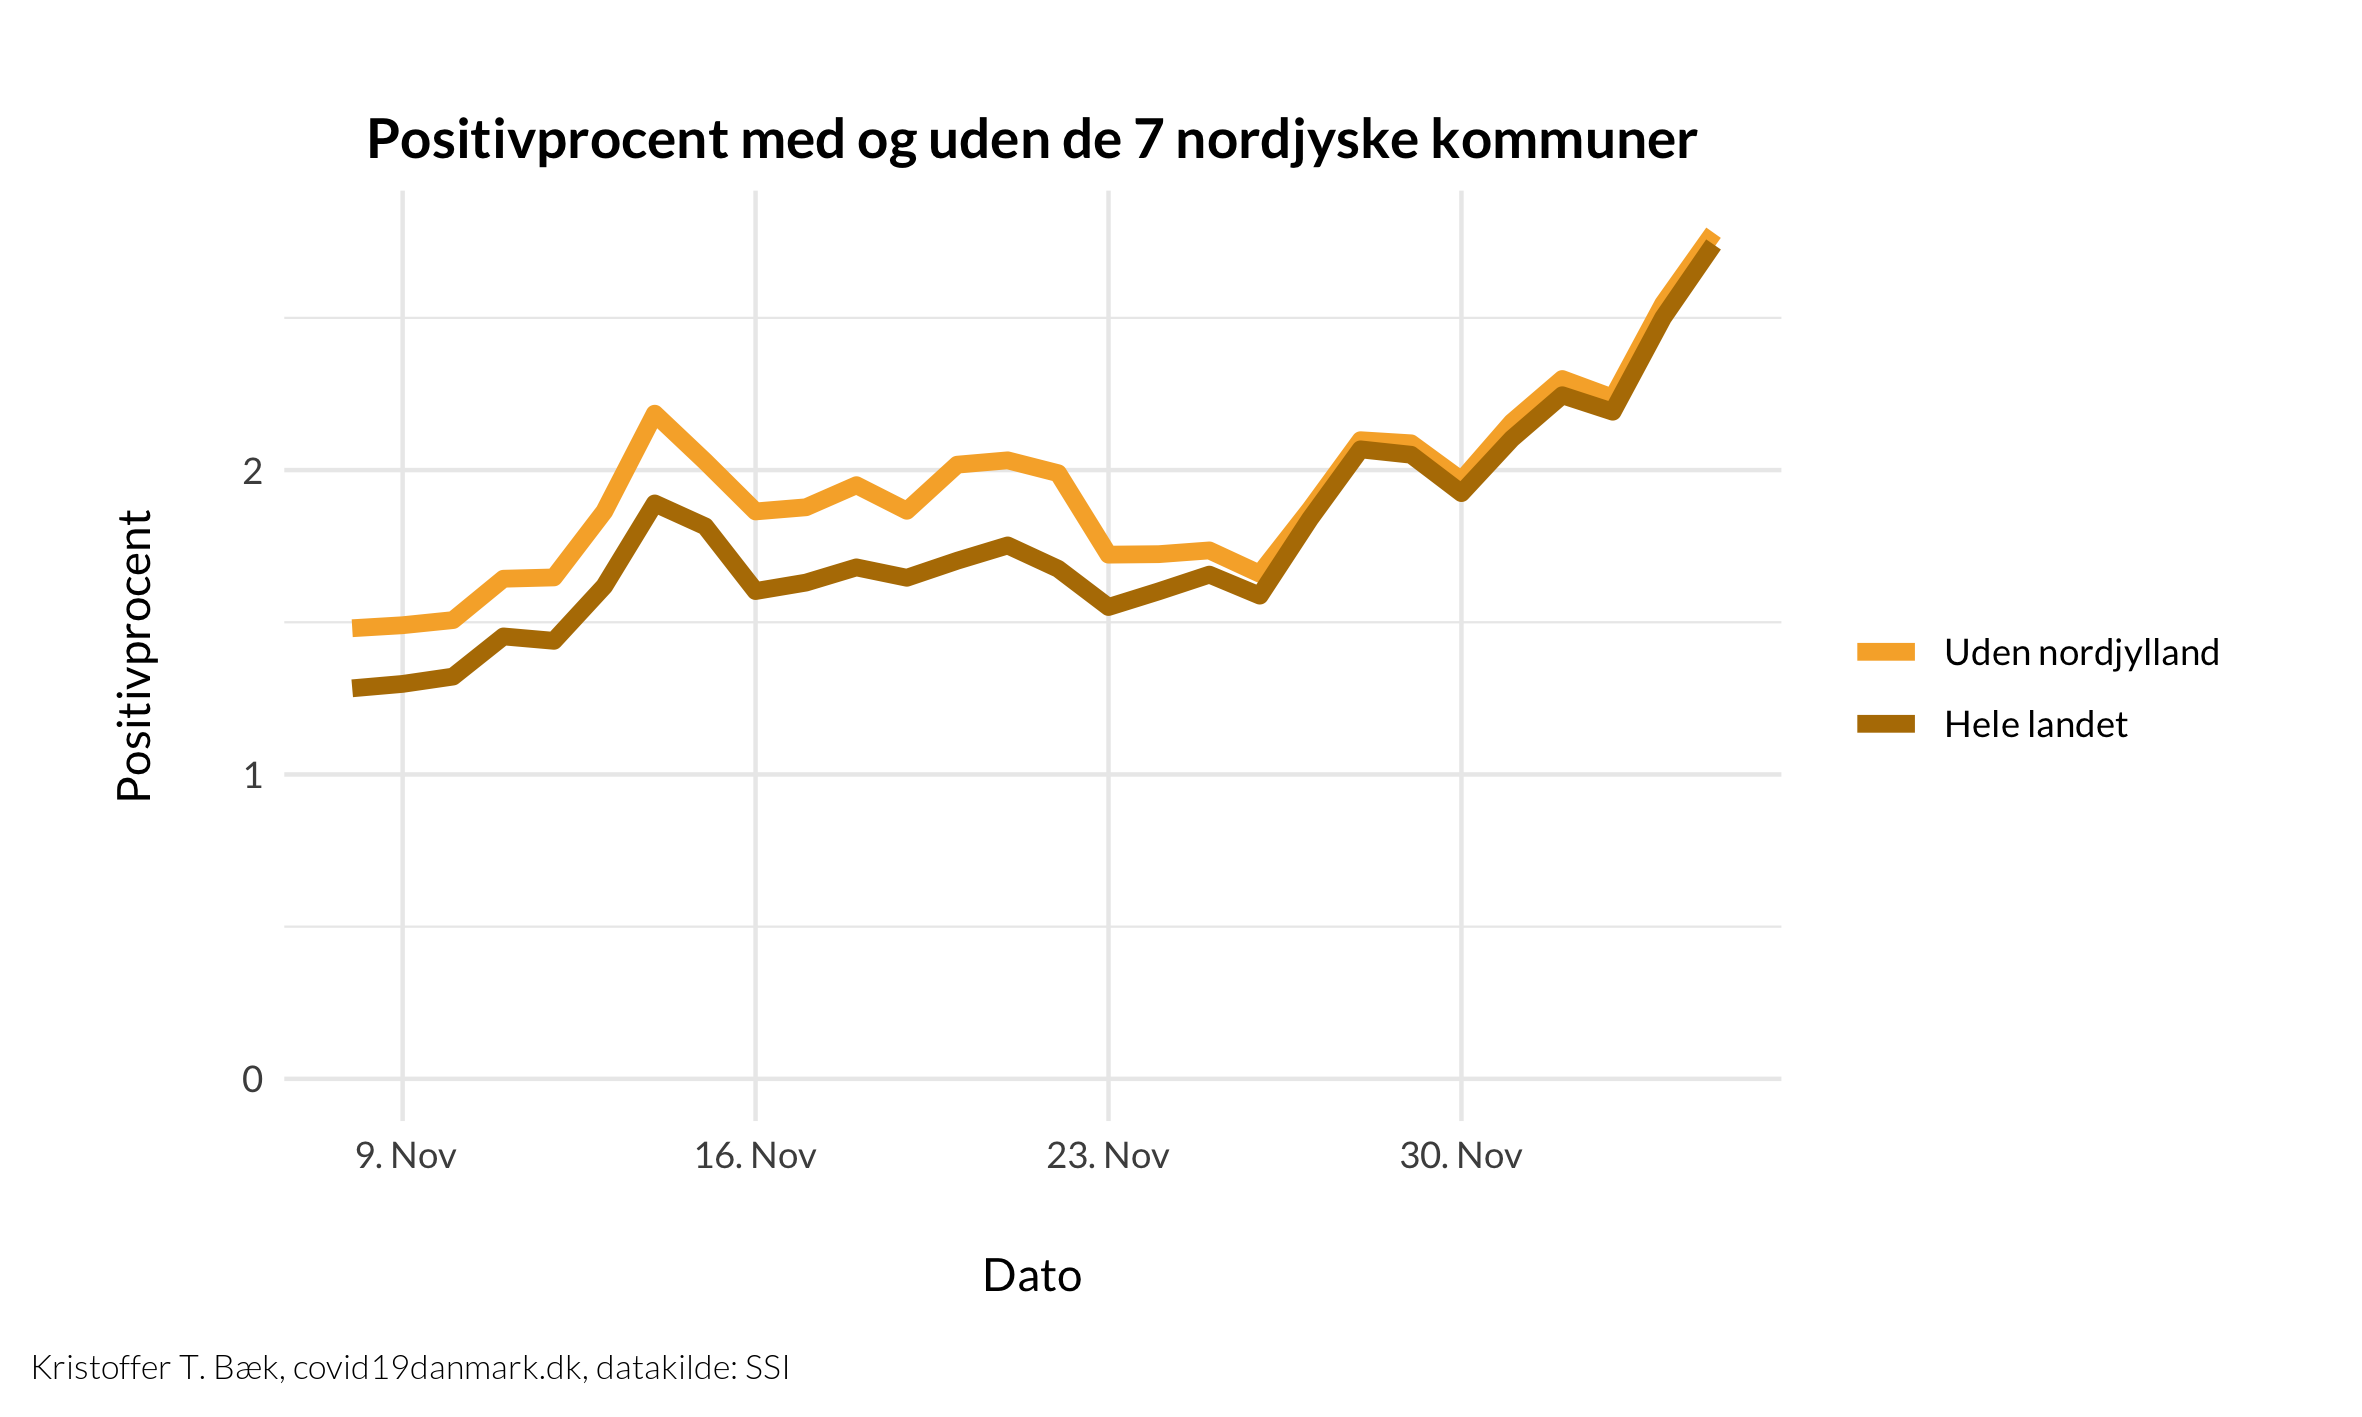 Positivprocent med og uden de 7 nordjyske kommuner
Positivprocent
2
1
0
9. Nov
16. Nov
23. Nov
30. Nov
Dato
Uden nordjylland
Hele landet
Kristoffer T. Bæk, covid19danmark.dk, datakilde: SSI